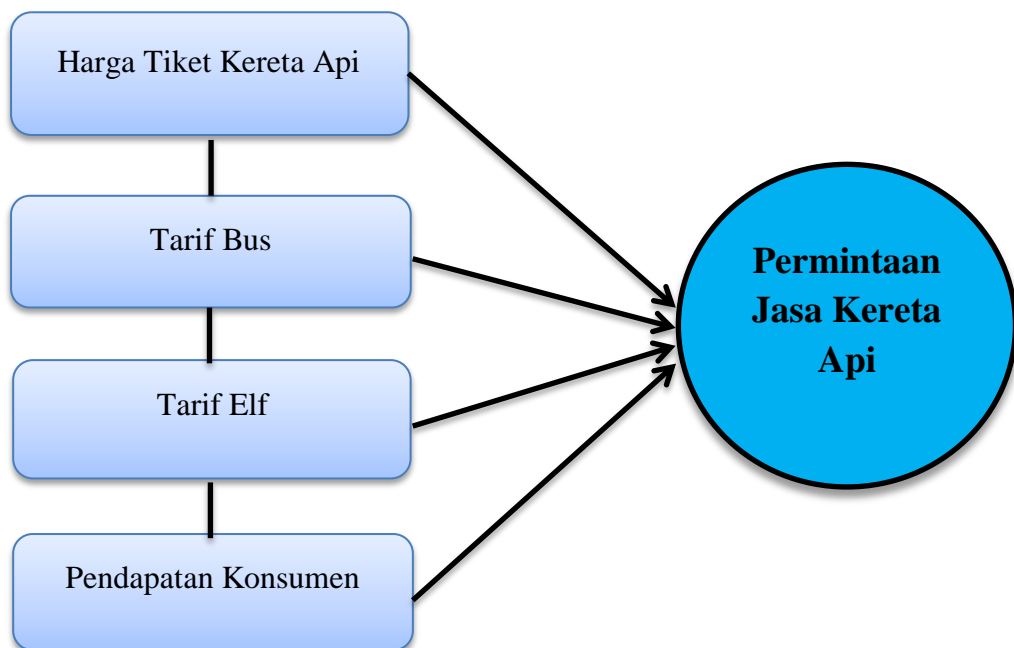 Harga Tiket Kereta Api
Tarif Bus
Tarif Elf
Pendapatan Konsumen
Permintaan
Jasa Kereta
Api